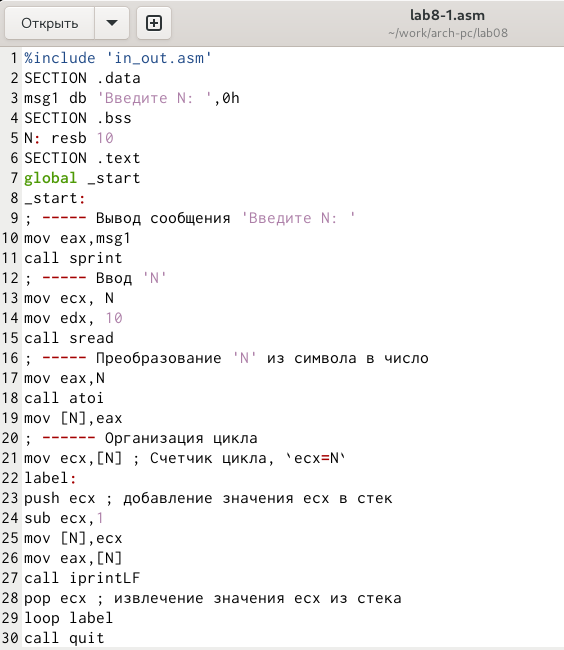 Открыть
lab8-1.asm
~/work/arch-pc/lab08
1 %include 'in_out.asm'
2 SECTION .data
3 msg1 db 'Введите N: ',0h
4 SECTION .bss
5 N: resb 10
6 SECTION .text
7 global _start
8 _start:
9 ; ----- Вывод сообщения 'Введите N: '
10 mov eax,msg1
11 call sprint
12 ; ----- Ввод 'N'
13 mov ecx, N
14 mov edx, 10
15 call sread
16 ; ----- Преобразование 'N' из символа в число
17 mov eax,N
18 call atoi
19 mov [N],eax
20 ; ------ Организация цикла
21 mov ecx,[N] ; Счетчик цикла, `ecx=N`
22 label:
23 push ecx ; добавление значения ecx в стек
24 sub ecx,1
25 mov [N],ecx
26 mov eax,[N]
27 call iprintLF
28 pop ecx ; извлечение значения ecx из стека
29 loop label
30 call quit